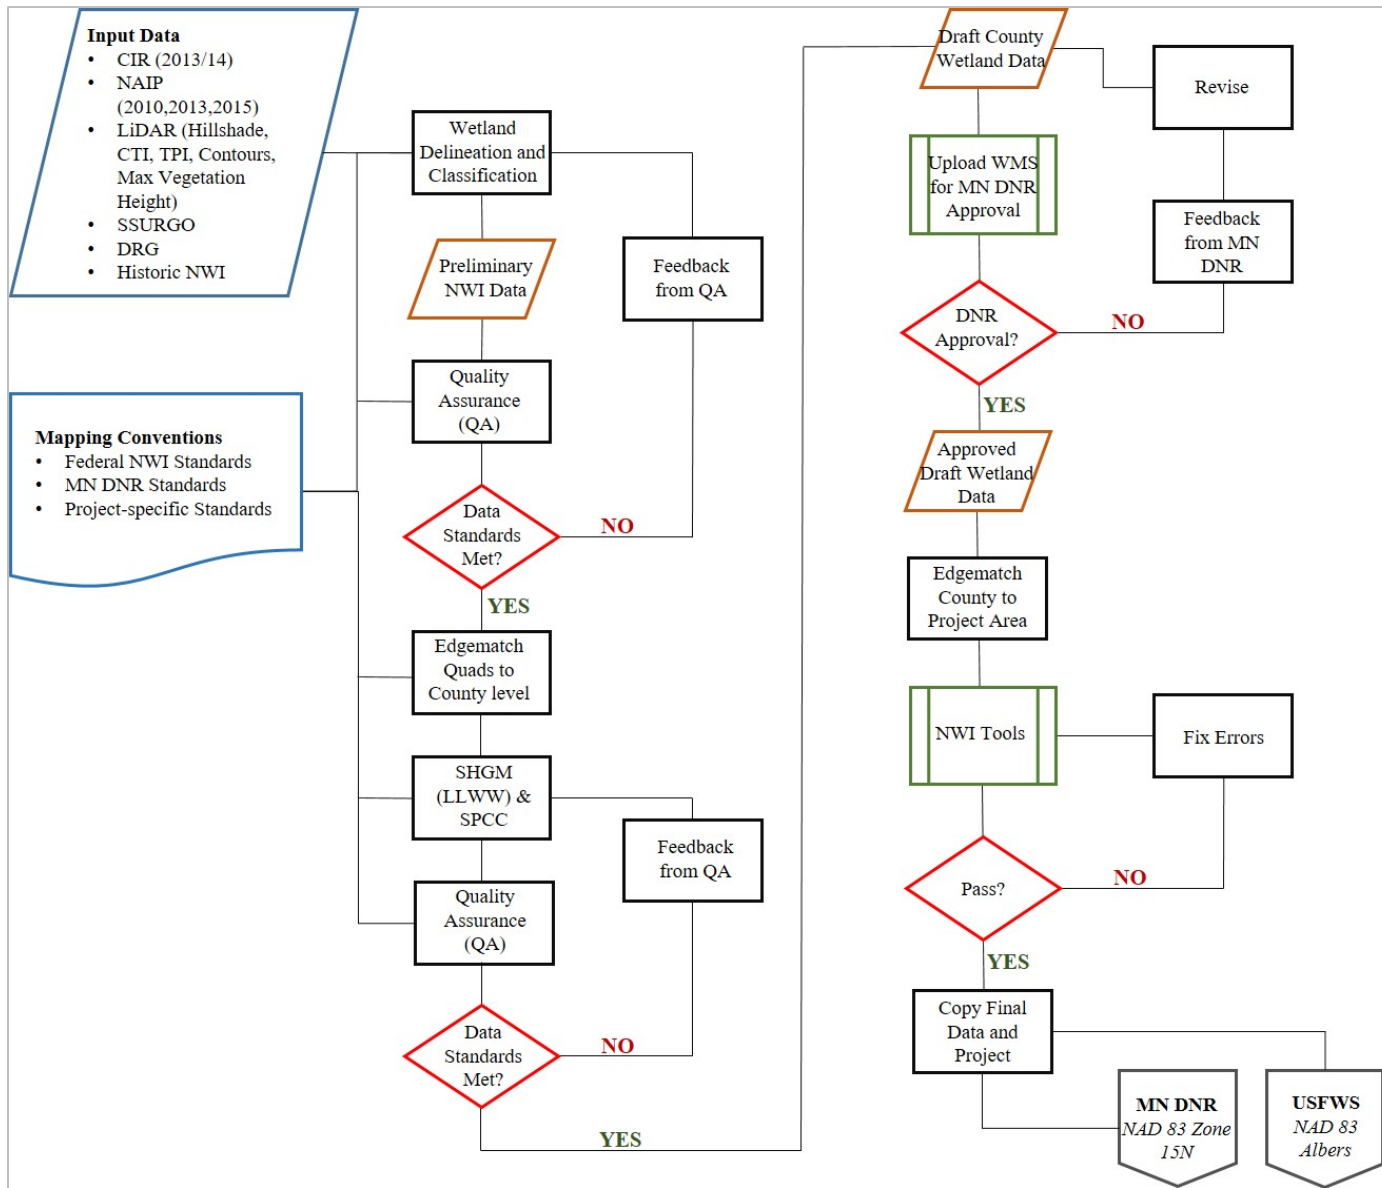 Input Data
• CIR (2013/14)
• NAIP
(2010,2013,2015)
• LiDAR (Hillshade,
CTI, TPI, Contours,
Max Vegetation
Height)
• SSURGO
• DRG
• Historic NWI
Mapping Conventions
• Federal NWI Standards
• MN DNR Standards
• Project-specific Standards
Wetland
Delineation and
Classification
Preliminary
NWI Data
Feedback
from QA
Quality
Assurance
(QA)
Data
Standards
Met?
NO
YES
Edgematch
Quads to
County level
SHGM
(LLWW) &
SPCC
Feedback
from QA
Quality
Assurance
(QA)
Data
Standards
Met?
NO
YES
Draft County
Wetland Data
Revise
Upload WMS
for MN DNR
Approval
Feedback
from MN
DNR
DNR
Approval?
NO
YES
Approved
Draft Wetland
Data
Edgematch
County to
Project Area
NWI Tools
Fix Errors
Pass?
NO
YES
Copy Final
Data and
Project
MN DNR
NAD 83 Zone
15N
USFWS
NAD 83
Albers